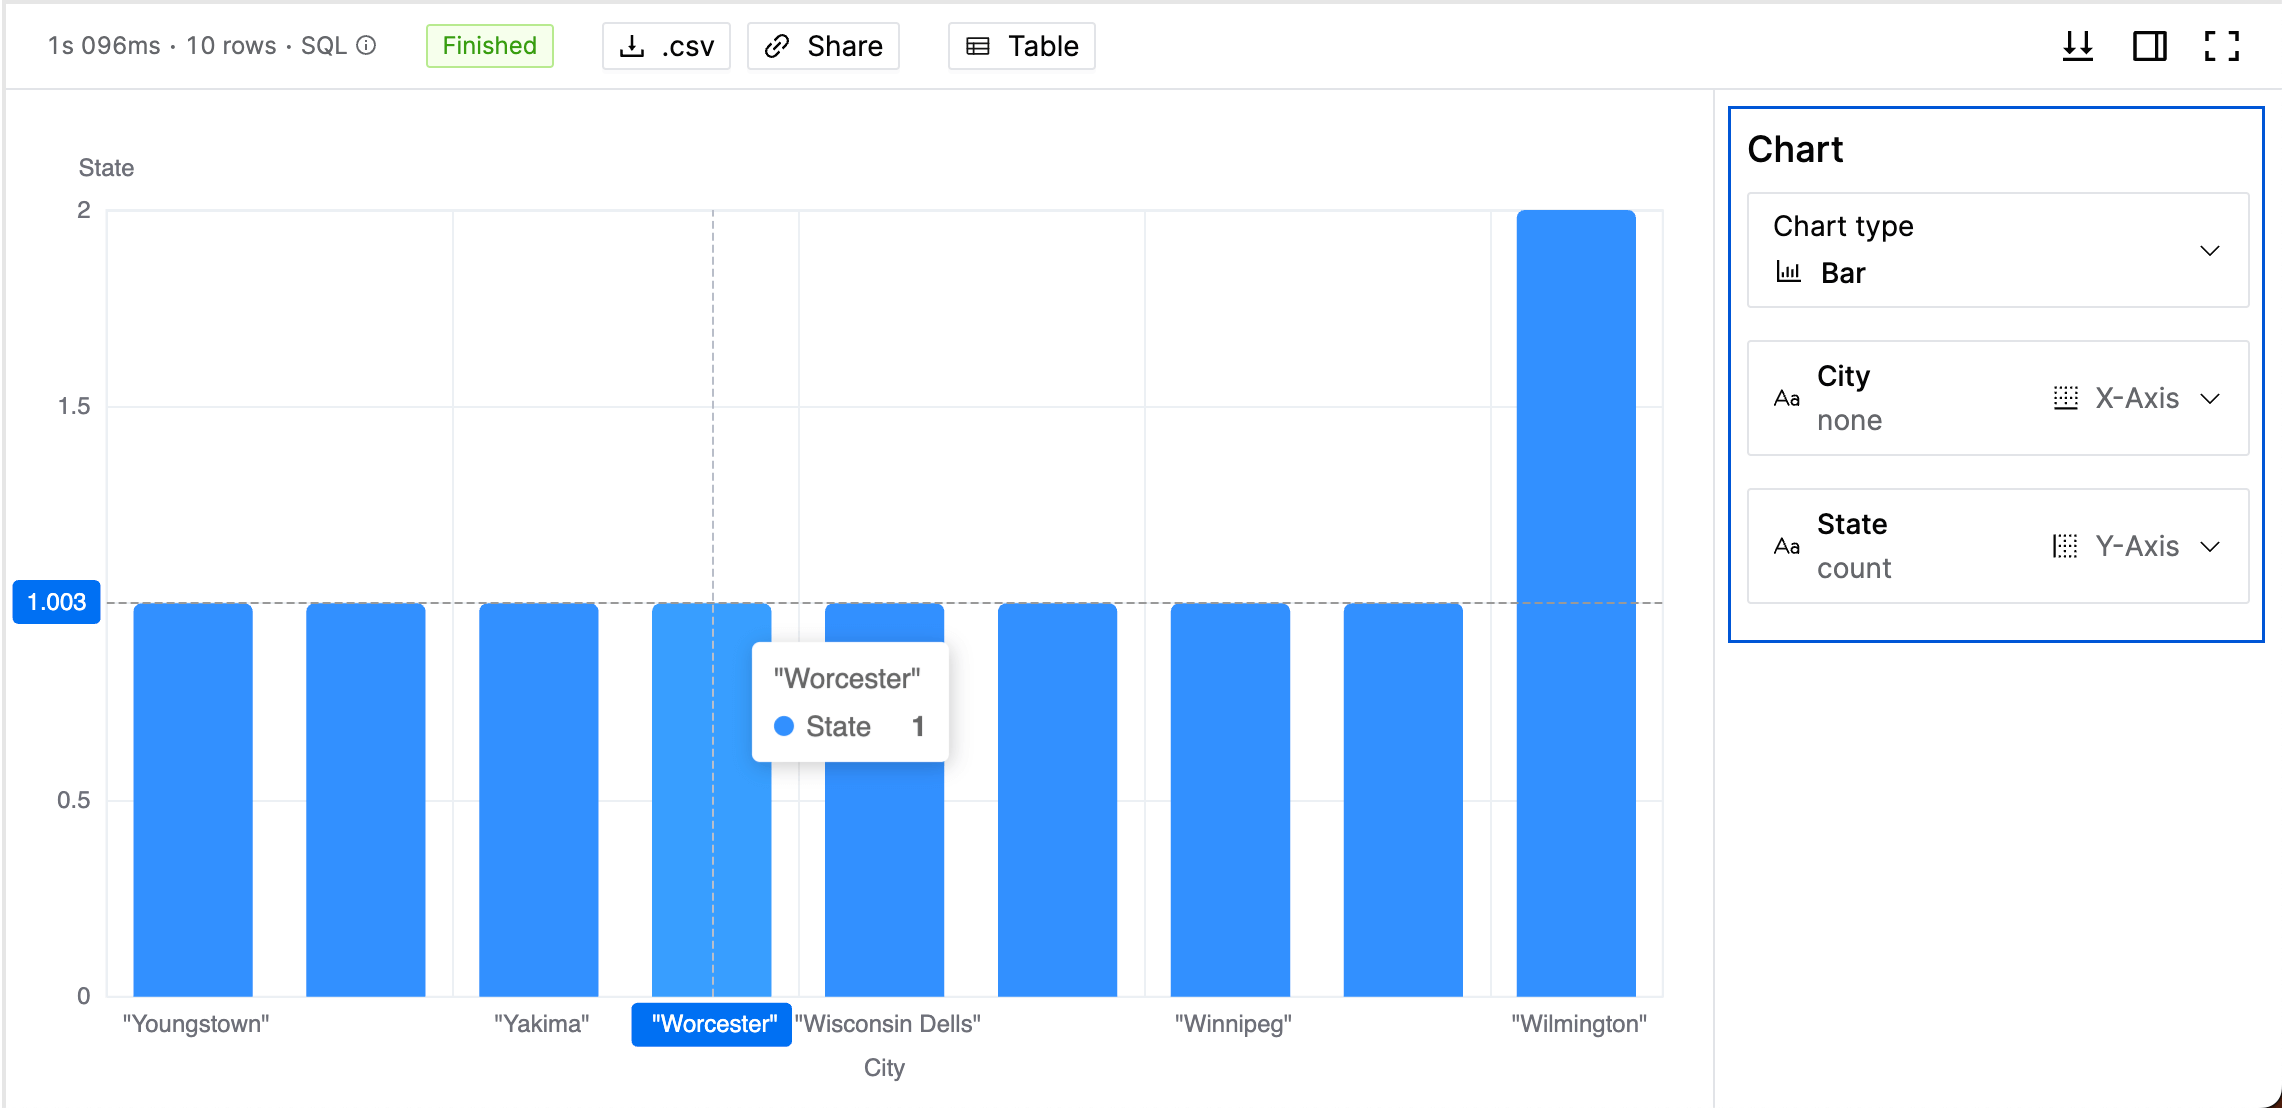 1s 096ms · 10 rows · SQL
Finished
.csv
Share
Table
State
2
1.5
1.003
0.5
0
"Worcester"
State 1
"Youngstown" "Yakima" "Worcester" "Wisconsin Dells" "Winnipeg" "Wilmington"
City
Chart
Chart type
Bar
Aa City
none
X-Axis
Aa State
count
Y-Axis